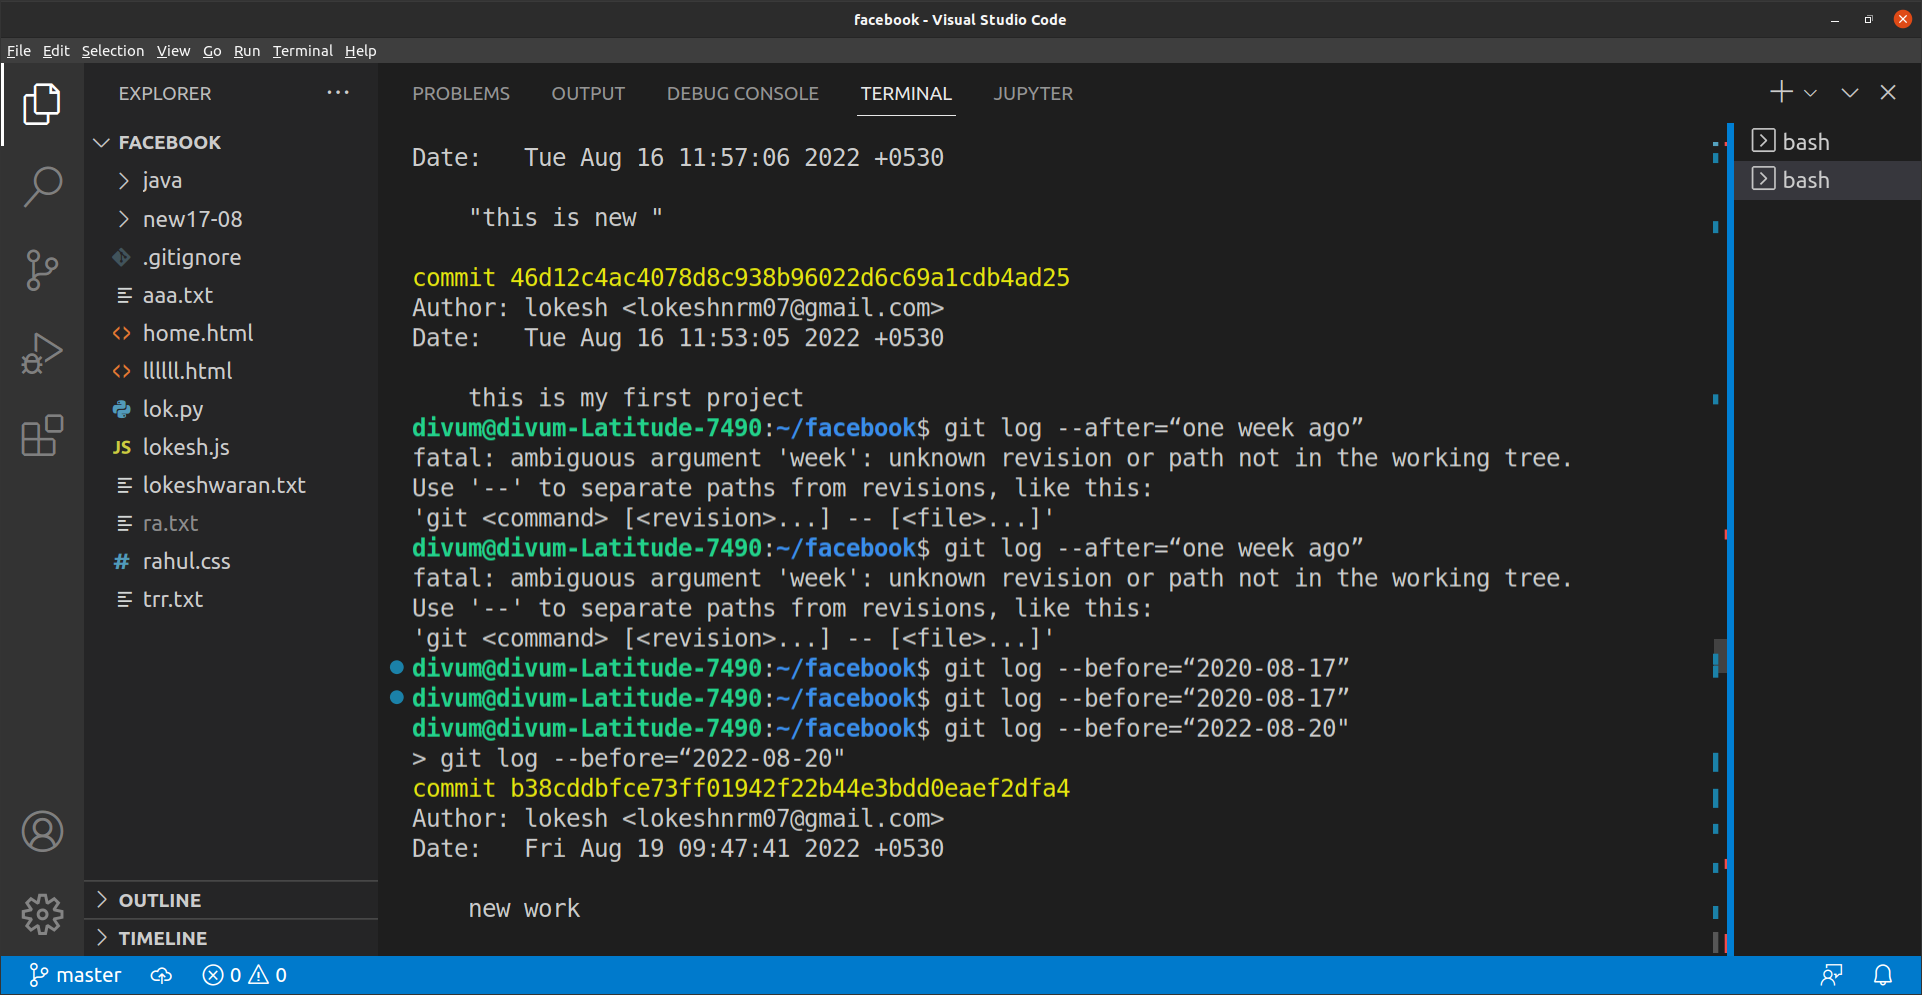 facebook - Visual Studio Code
File Edit Selection View Go Run Terminal Help
EXPLORER
FACEBOOK
java
new17-08
.gitignore
aaa.txt
home.html
llllll.html
lok.py
JS lokesh.js
lokeshwaran.txt
ra.txt
# rahul.css
trr.txt
OUTLINE
TIMELINE
PROBLEMS OUTPUT DEBUG CONSOLE TERMINAL JUPYTER
Date:   Tue Aug 16 11:57:06 2022 +0530
"this is new "
commit 46d12c4ac4078d8c938b96022d6c69a1cdb4ad25
Author: lokesh <lokeshnrm07@gmail.com>
Date:   Tue Aug 16 11:53:05 2022 +0530
this is my first project
divum@divum-Latitude-7490:~/facebook$ git log --after=“one week ago”
fatal: ambiguous argument 'week': unknown revision or path not in the working tree.
Use '--' to separate paths from revisions, like this:
'git <command> [<revision>...] -- [<file>...]'
divum@divum-Latitude-7490:~/facebook$ git log --after=“one week ago”
fatal: ambiguous argument 'week': unknown revision or path not in the working tree.
Use '--' to separate paths from revisions, like this:
'git <command> [<revision>...] -- [<file>...]'
divum@divum-Latitude-7490:~/facebook$ git log --before=“2020-08-17”
divum@divum-Latitude-7490:~/facebook$ git log --before=“2020-08-17”
divum@divum-Latitude-7490:~/facebook$ git log --before=“2022-08-20"
> git log --before=“2022-08-20"
commit b38cddbfce73ff01942f22b44e3bdd0eaef2dfa4
Author: lokesh <lokeshnrm07@gmail.com>
Date:   Fri Aug 19 09:47:41 2022 +0530
new work
bash
bash
master 0 0